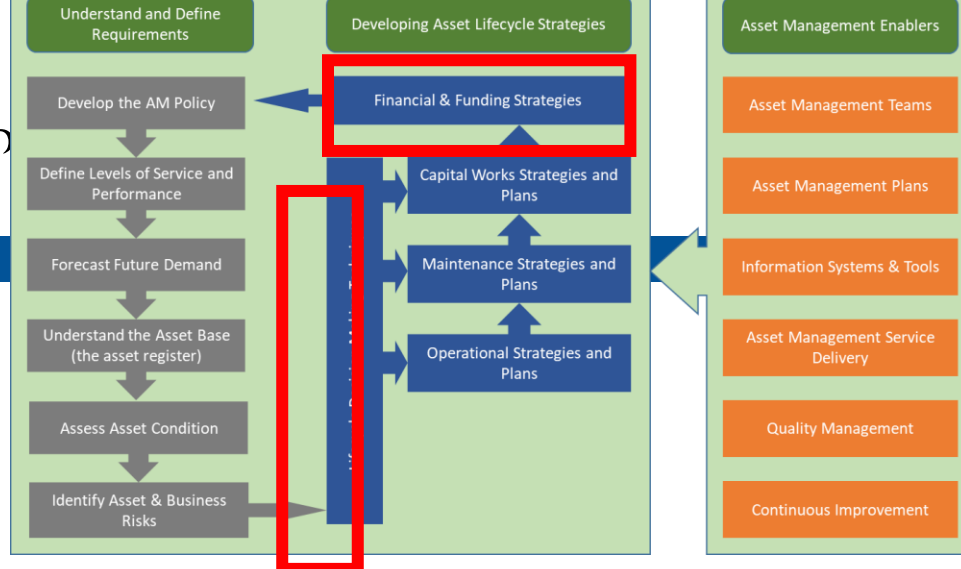 Understand and Define
Requirements
Develop the AM Policy
Define Levels of Service and
Performance
Forecast Future Demand
Understand the Asset Base
(the asset register)
Assess Asset Condition
Identify Asset & Business
Risks
Developing Asset Lifecycle Strategies
Financial & Funding Strategies
Capital Works Strategies and
Plans
Maintenance Strategies and
Plans
Operational Strategies and
Plans
Asset Management Enablers
Asset Management Teams
Asset Management Plans
Information Systems & Tools
Asset Management Service
Delivery
Quality Management
Continuous Improvement